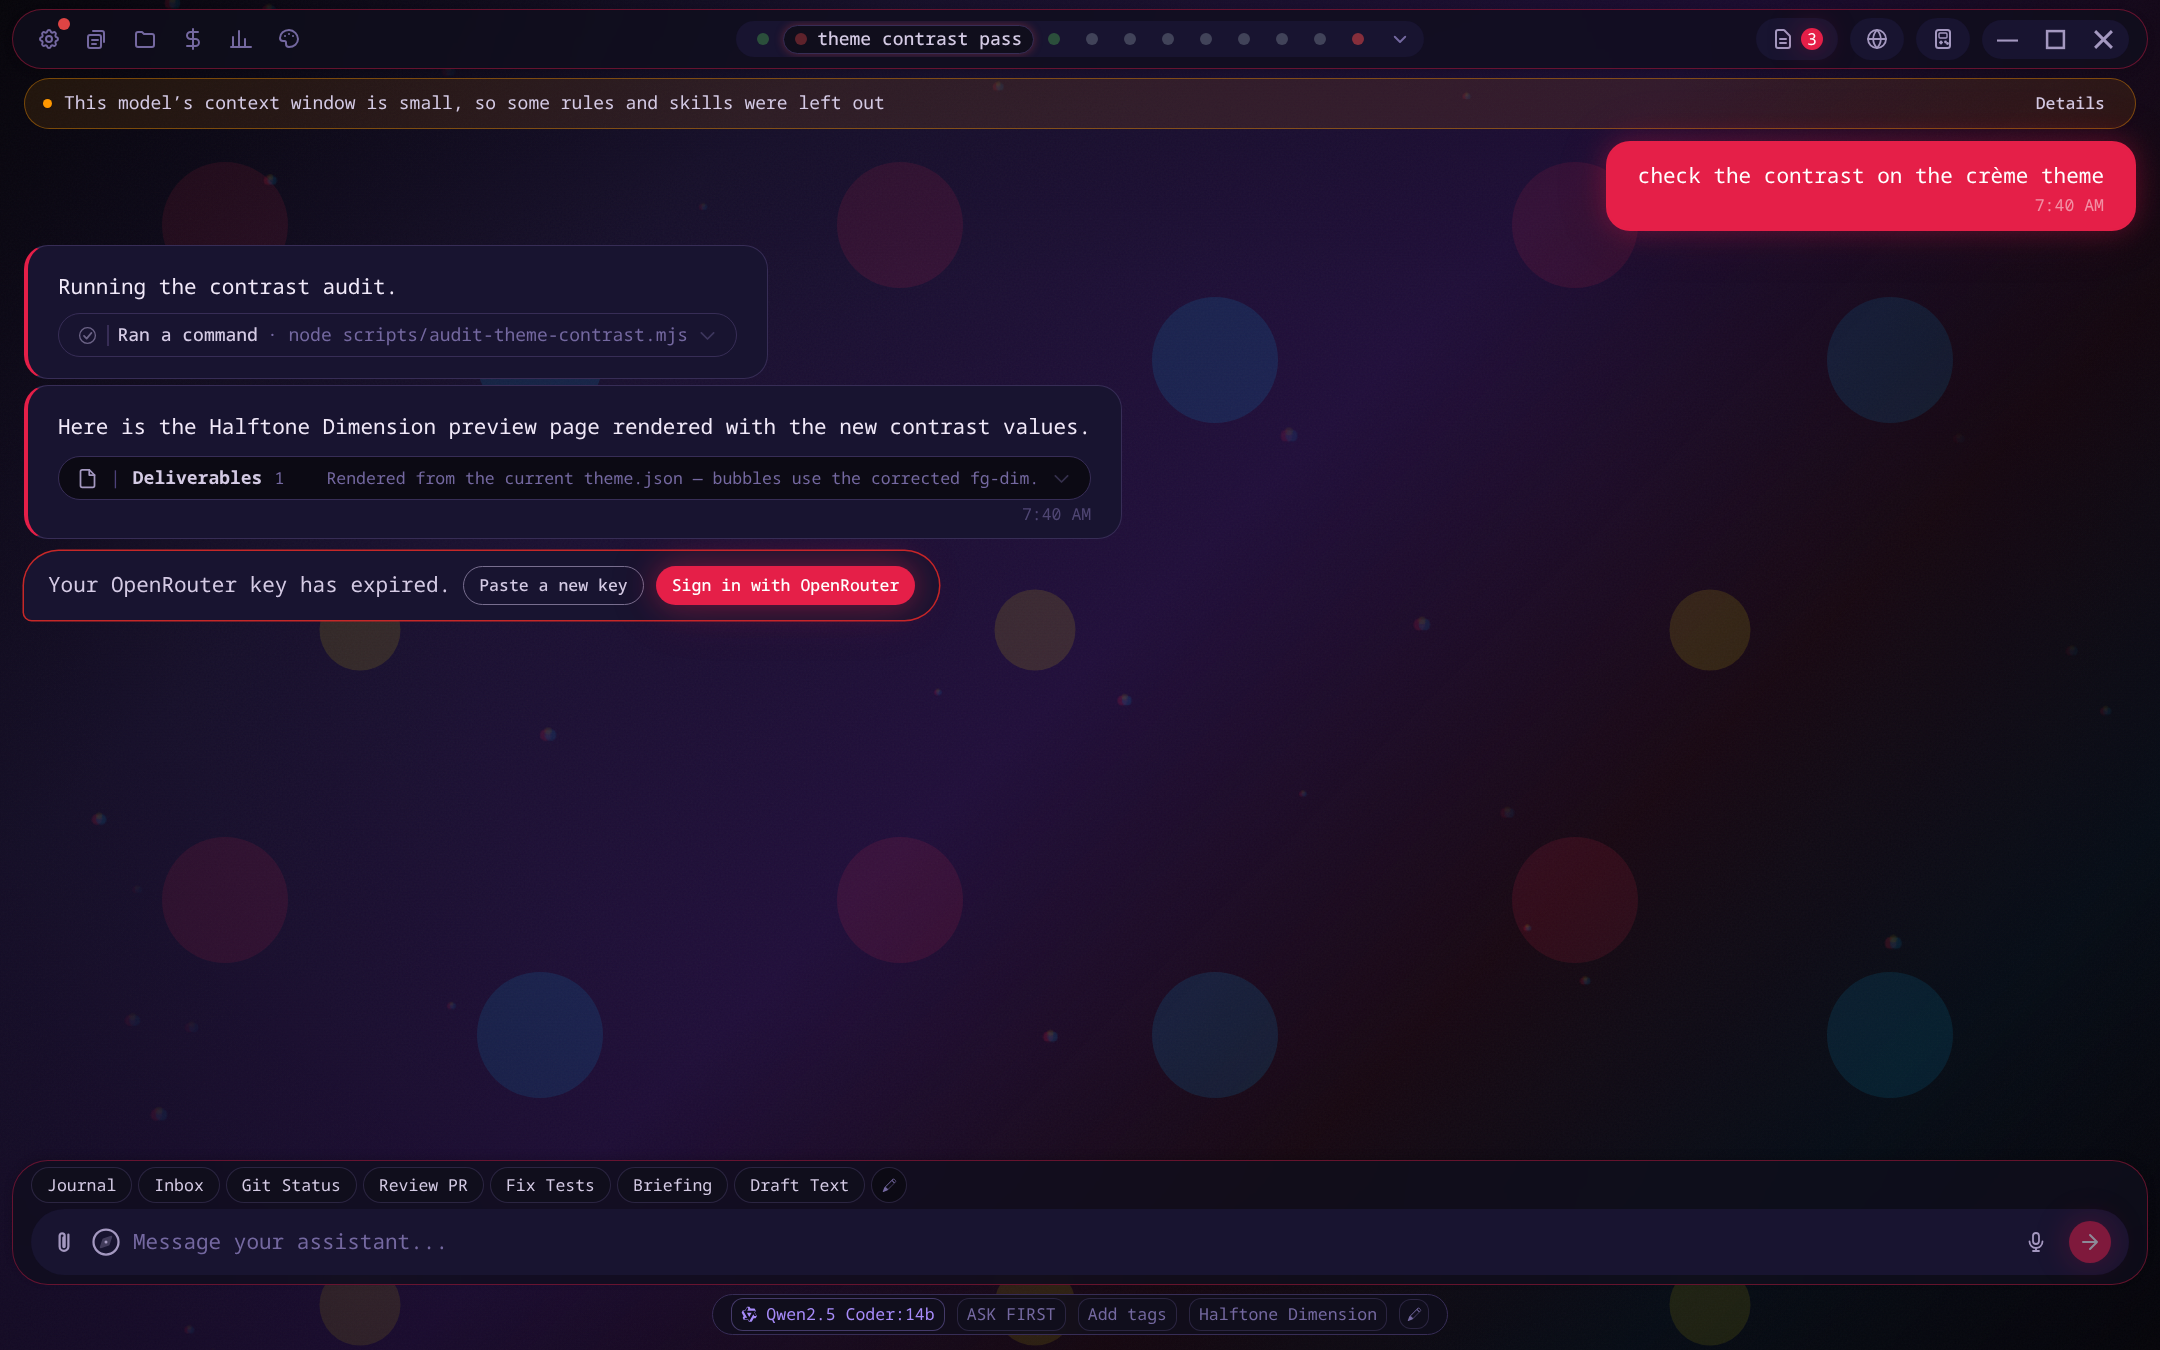 theme contrast pass
3
This model’s context window is small, so some rules and skills were left out
Details
check the contrast on the crème theme
7:40 AM
Running the contrast audit.
Ran a command · node scripts/audit-theme-contrast.mjs
Here is the Halftone Dimension preview page rendered with the new contrast values.
Deliverables 1 Rendered from the current theme.json — bubbles use the corrected fg-dim.
7:40 AM
Your OpenRouter key has expired. Paste a new key Sign in with OpenRouter
Journal Inbox Git Status Review PR Fix Tests Briefing Draft Text
Message your assistant...
Qwen2.5 Coder:14b ASK FIRST Add tags Halftone Dimension